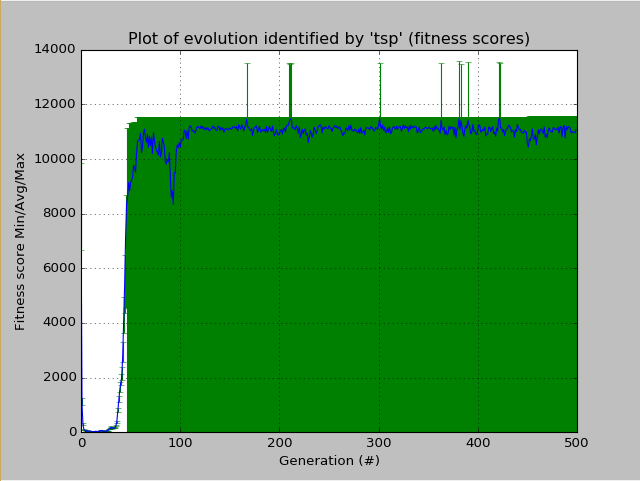 Plot of evolution identified by 'tsp' (fitness scores)
14000
12000
10000
8000
6000
4000
2000
0
Fitness score Min/Avg/Max
0 100 200 300 400 500
Generation (#)